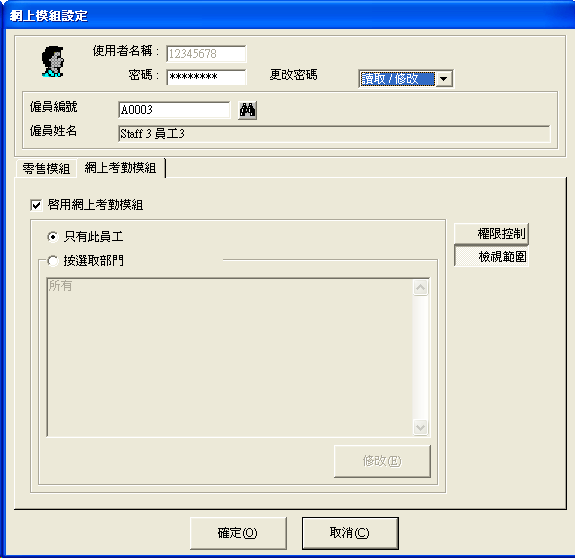 網上模組設定
使用者名稱 : 12345678
密碼 : ******** 更改密碼 讀取 / 修改
僱員編號 A0003
僱員姓名 Staff 3 員工3
零售模組 網上考勤模組
啓用網上考勤模組
只有此員工 權限控制
按選取部門 檢視範圍
所有
修改(E)
確定(O) 取消(C)